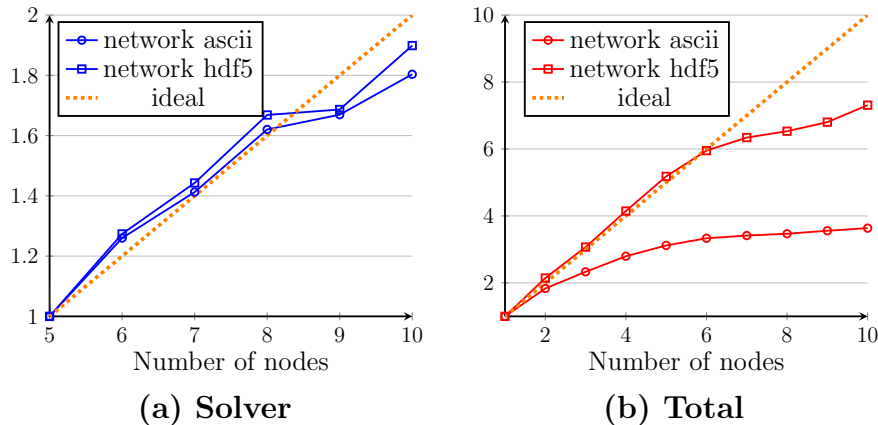 2
1.8
1.6
1.4
1.2
1
5
6
7
8
9
10
network ascii
network hdf5
ideal
Number of nodes
(a) Solver
10
8
6
4
2
2
4
6
8
10
network ascii
network hdf5
ideal
Number of nodes
(b) Total